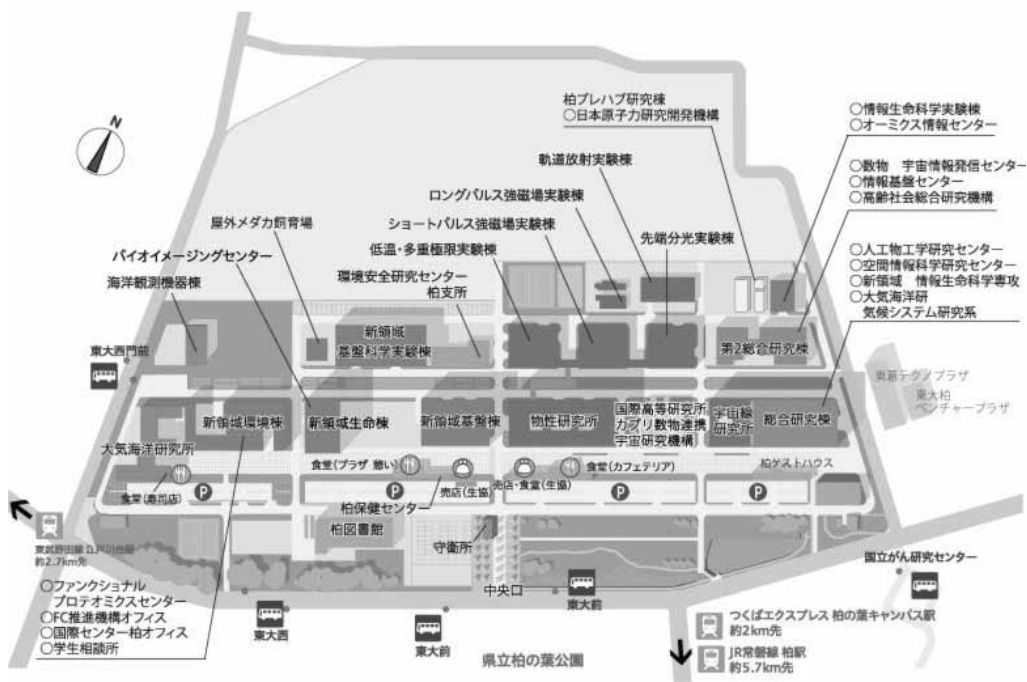 N
柏プレハブ研究棟
○日本原子力研究開発機構
○情報生命科学実験棟
○オーミクス情報センター
軌道放射実験棟
○数物 宇宙情報発信センター
○情報基盤センター
○高齢社会総合研究機構
ロングパルス強磁場実験棟
屋外メダカ飼育場
ショートパルス強磁場実験棟
先端分光実験棟
バイオイメージングセンター
低温・多重極限実験棟
○人工物工学研究センター
○空間情報科学研究センター
○新領域 情報生命科学専攻
○大気海洋研
気候システム研究系
海洋観測機器棟
環境安全研究センター
柏支所
新領域
基盤科学実験棟
第2総合研究棟
東大西門前
東葛テクノプラザ
東大柏
ベンチャープラザ
新領域環境棟
新領域生命棟
新領域基盤棟
物性研究所
国際高等研究所
カブリ数物連携
宇宙研究機構
宇宙線
研究所
総合研究棟
大気海洋研究所
食堂(プラザ 憩い)
食堂(カフェテリア)
柏ゲストハウス
食堂(寿司店)
P
P
売店(生協)
売店・食堂(生協)
P
P
柏保健センター
柏図書館
守衛所
東武野田線 江戸川台駅
約2.7km先
国立がん研究センター
○ファンクショナル
プロテオミクスセンター
○FC推進機構オフィス
○国際センター柏オフィス
○学生相談所
中央口
東大前
東大西
東大前
県立柏の葉公園
つくばエクスプレス 柏の葉キャンパス駅
約2km先
JR常磐線 柏駅
約5.7km先